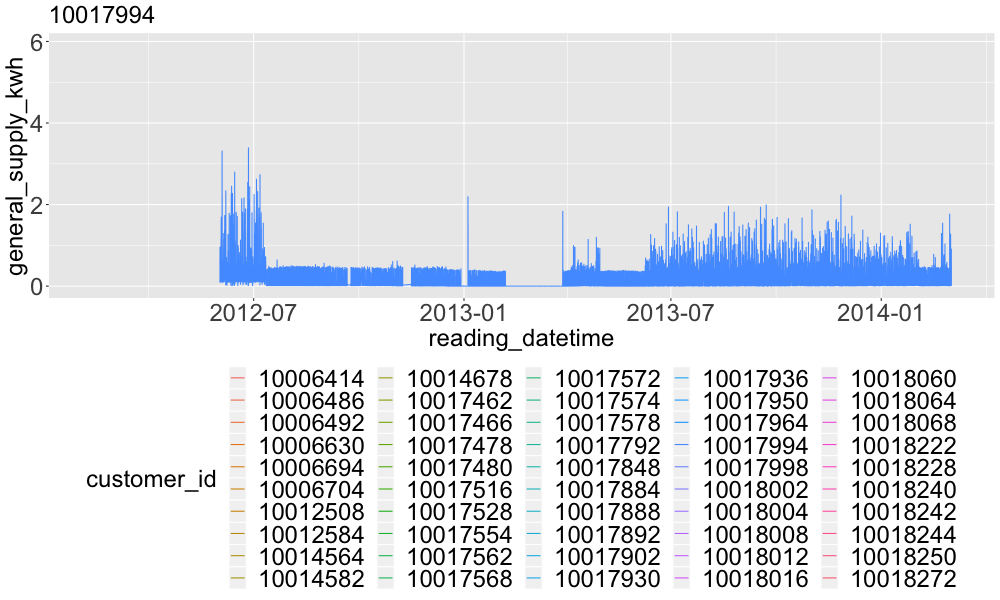 10017994
6
4
2
0
general_supply_kwh
2012-07 2013-01 2013-07 2014-01
reading_datetime
customer_id
10006414 10014678 10017572 10017936 10018060
10006486 10017462 10017574 10017950 10018064
10006492 10017466 10017578 10017964 10018068
10006630 10017478 10017792 10017994 10018222
10006694 10017480 10017848 10017998 10018228
10006704 10017516 10017884 10018002 10018240
10012508 10017528 10017888 10018004 10018242
10012584 10017554 10017892 10018008 10018244
10014564 10017562 10017902 10018012 10018250
10014582 10017568 10017930 10018016 10018272